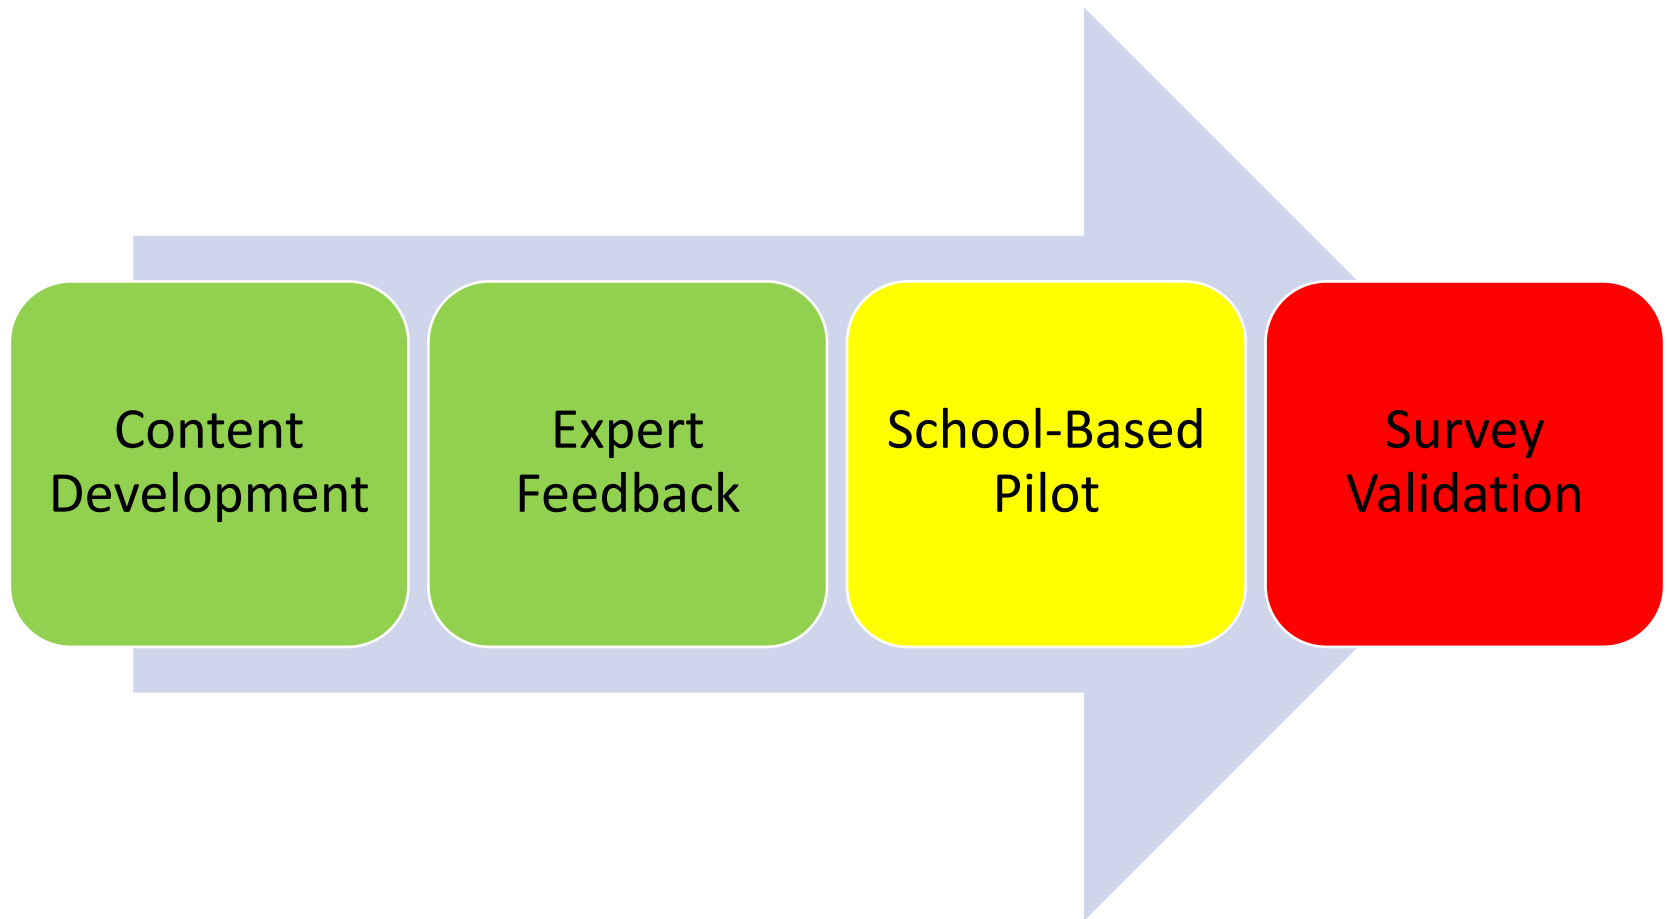 Content
Development
Expert
Feedback
School-Based
Pilot
Survey
Validation